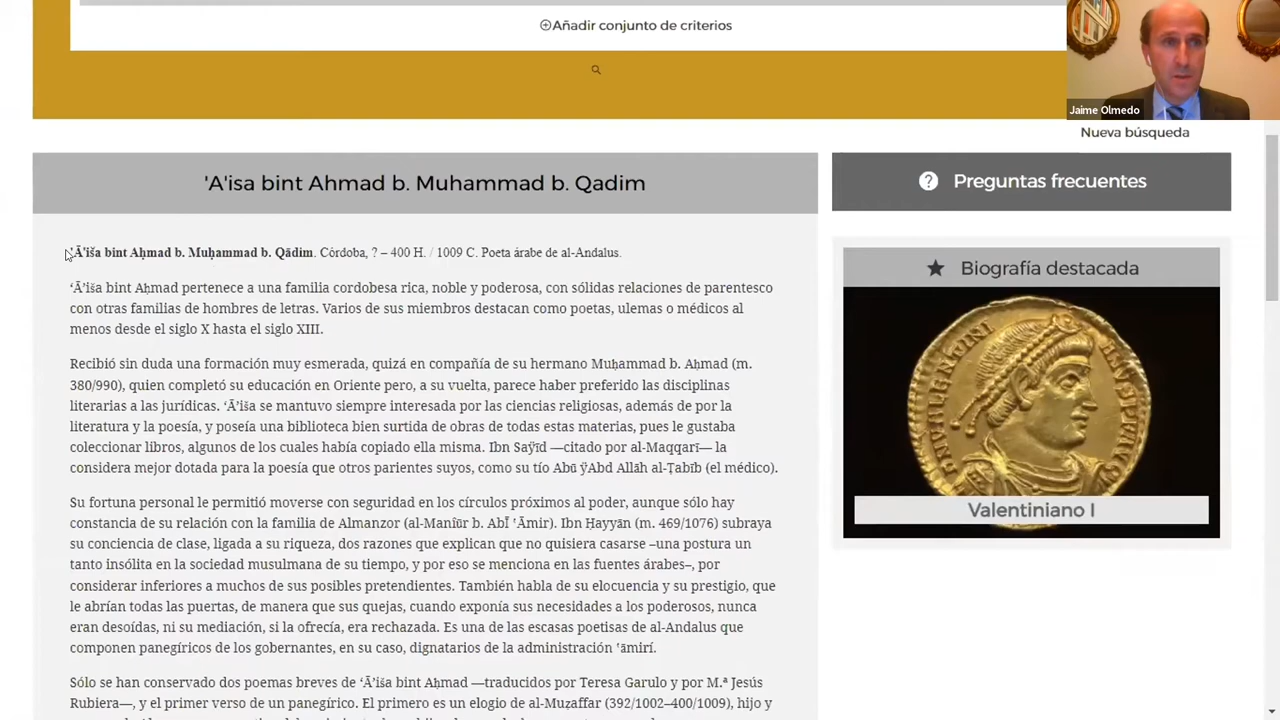 ⊕Añadir conjunto de criterios
Jaime Olmedo
Nueva búsqueda
'A'isa bint Ahmad b. Muhammad b. Qadim
? Preguntas frecuentes
‛Ā’iša bint Aḥmad b. Muḥammad b. Qādim. Córdoba, ? – 400 H. / 1009 C. Poeta árabe de al-Andalus.
‛Ā’iša bint Aḥmad pertenece a una familia cordobesa rica, noble y poderosa, con sólidas relaciones de parentesco
con otras familias de hombres de letras. Varios de sus miembros destacan como poetas, ulemas o médicos al
menos desde el siglo X hasta el siglo XIII.
Recibió sin duda una formación muy esmerada, quizá en compañía de su hermano Muḥammad b. Aḥmad (m.
380/990), quien completó su educación en Oriente pero, a su vuelta, parece haber preferido las disciplinas
literarias a las jurídicas. ‛Ā’iša se mantuvo siempre interesada por las ciencias religiosas, además de por la
literatura y la poesía, y poseía una biblioteca bien surtida de obras de todas estas materias, pues le gustaba
coleccionar libros, algunos de los cuales había copiado ella misma. Ibn Saÿīd —citado por al-Maqqarī— la
considera mejor dotada para la poesía que otros parientes suyos, como su tío Abū ÿAbd Allāh al-Ṭabīb (el médico).
Su fortuna personal le permitió moverse con seguridad en los círculos próximos al poder, aunque sólo hay
constancia de su relación con la familia de Almanzor (al-Manîūr b. Abī ‛Āmir). Ibn Ḥayyān (m. 469/1076) subraya
su conciencia de clase, ligada a su riqueza, dos razones que explican que no quisiera casarse –una postura un
tanto insólita en la sociedad musulmana de su tiempo, y por eso se menciona en las fuentes árabes–, por
considerar inferiores a muchos de sus posibles pretendientes. También habla de su elocuencia y su prestigio, que
le abrían todas las puertas, de manera que sus quejas, cuando exponía sus necesidades a los poderosos, nunca
eran desoídas, ni su mediación, si la ofrecía, era rechazada. Es una de las escasas poetisas de al-Andalus que
componen panegíricos de los gobernantes, en su caso, dignatarios de la administración ‛āmirí.
Sólo se han conservado dos poemas breves de ‛Ā’iša bint Aḥmad —traducidos por Teresa Garulo y por M.ª Jesús
Rubiera—, y el primer verso de un panegírico. El primero es un elogio de al-Muẓaffar (392/1002–400/1009), hijo y
★ Biografía destacada
Valentiniano I